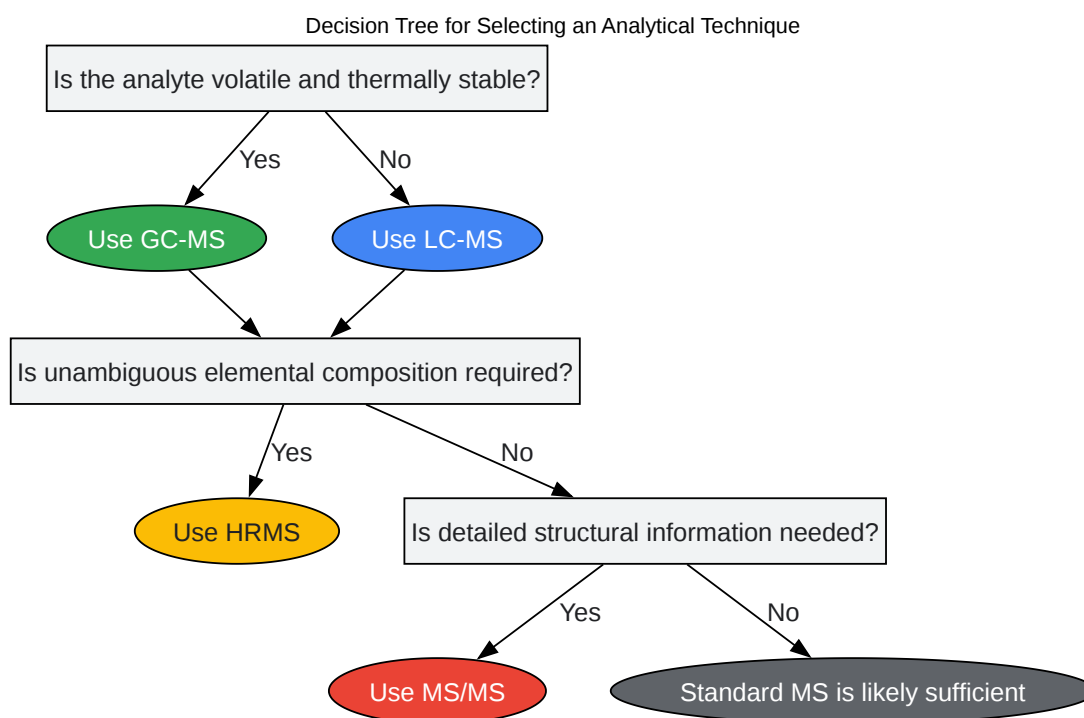 Decision Tree for Selecting an Analytical Technique
Is the analyte volatile and thermally stable?
Yes
No
Use GC-MS
Use LC-MS
Is unambiguous elemental composition required?
Yes
No
Use HRMS
Is detailed structural information needed?
Yes
No
Use MS/MS
Standard MS is likely sufficient